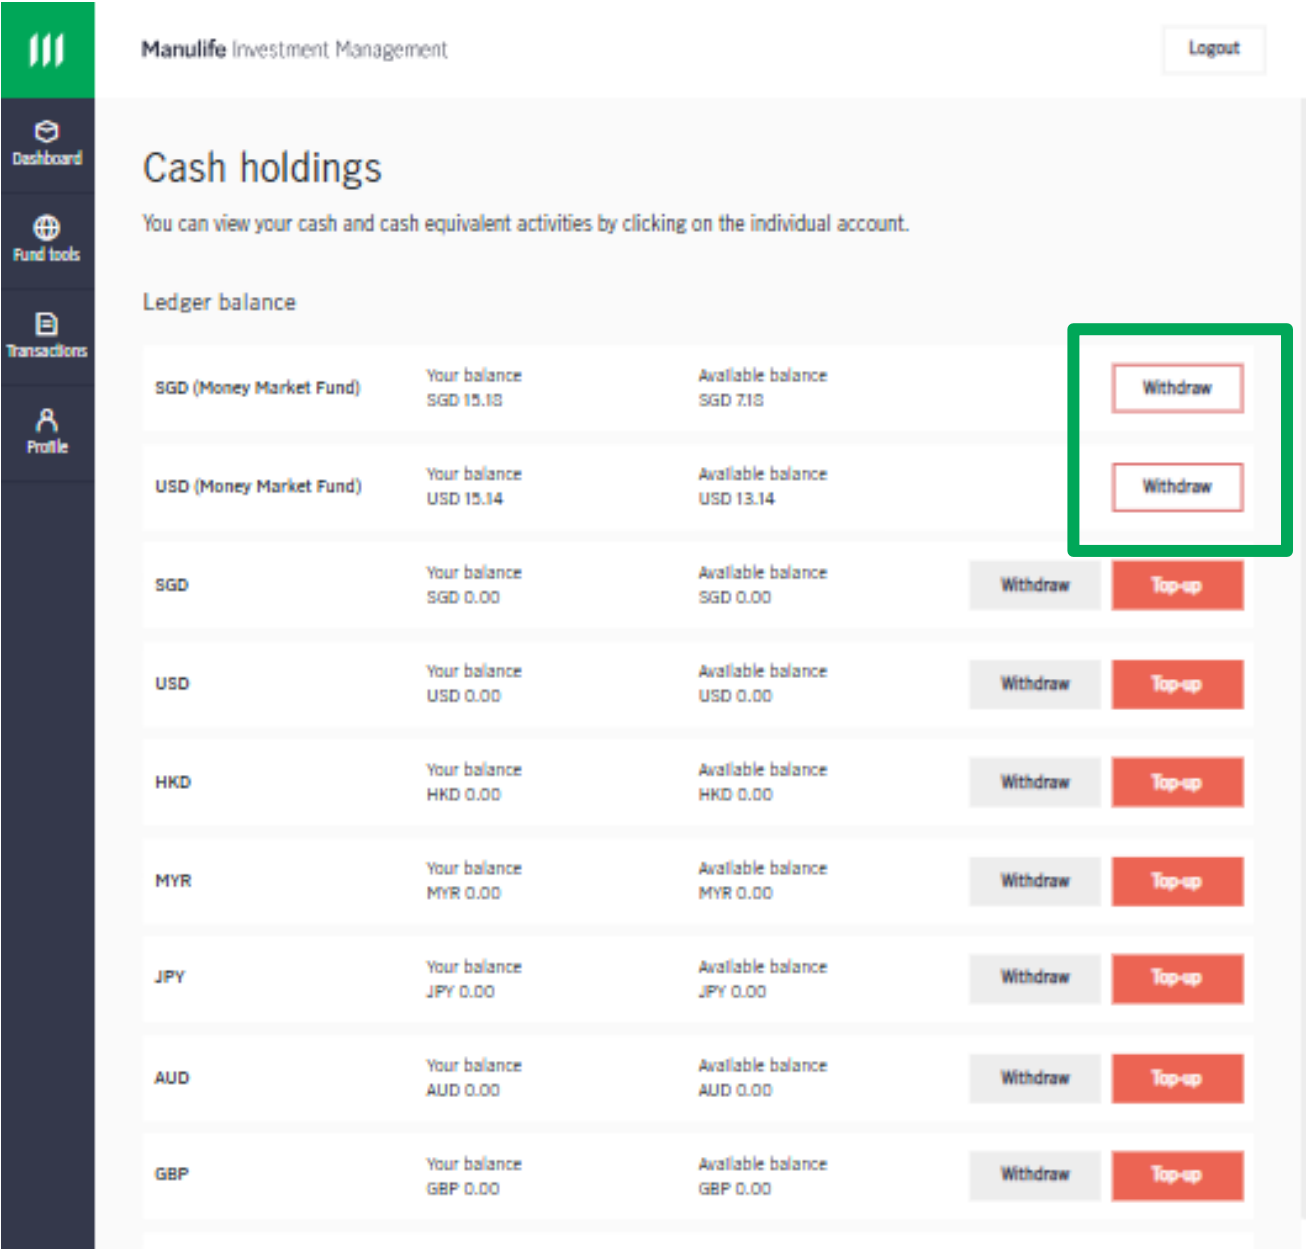 Manulife Investment Management
Logout
Dashboard
Fund tools
Transactions
Profile
Cash holdings
You can view your cash and cash equivalent activities by clicking on the individual account.
Ledger balance
SGD (Money Market Fund)
Your balance
SGD 15.18
Available balance
SGD 7.18
Withdraw
USD (Money Market Fund)
Your balance
USD 15.14
Available balance
USD 13.14
Withdraw
SGD
Your balance
SGD 0.00
Available balance
SGD 0.00
Withdraw
Top-up
USD
Your balance
USD 0.00
Available balance
USD 0.00
Withdraw
Top-up
HKD
Your balance
HKD 0.00
Available balance
HKD 0.00
Withdraw
Top-up
MYR
Your balance
MYR 0.00
Available balance
MYR 0.00
Withdraw
Top-up
JPY
Your balance
JPY 0.00
Available balance
JPY 0.00
Withdraw
Top-up
AUD
Your balance
AUD 0.00
Available balance
AUD 0.00
Withdraw
Top-up
GBP
Your balance
GBP 0.00
Available balance
GBP 0.00
Withdraw
Top-up